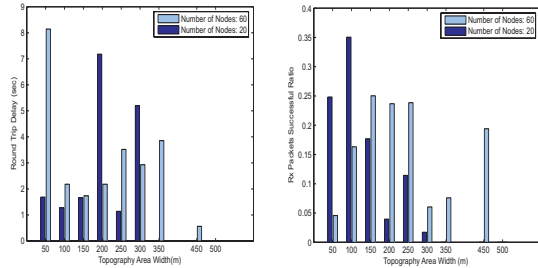 Number of Nodes: 60
Number of Nodes: 20
9
8
7
6
5
4
3
2
1
0
Round Trip Delay (sec)
50 100 150 200 250 300 350 450 500
Topography Area Width(m)
Number of Nodes: 60
Number of Nodes: 20
0.4
0.35
0.3
0.25
0.2
0.15
0.1
0.05
0
Rx Packets Successful Ratio
50 100 150 200 250 300 350 450 500
Topography Area Width(m)